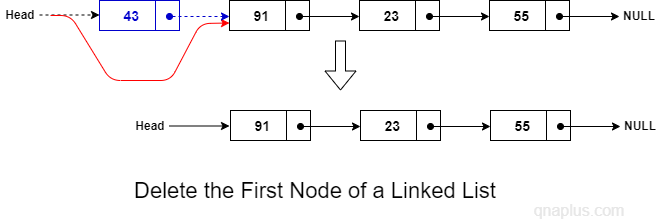 Head 43 91 23 55 NULL
Head 91 23 55 NULL
Delete the First Node of a Linked List
qnaplus.com